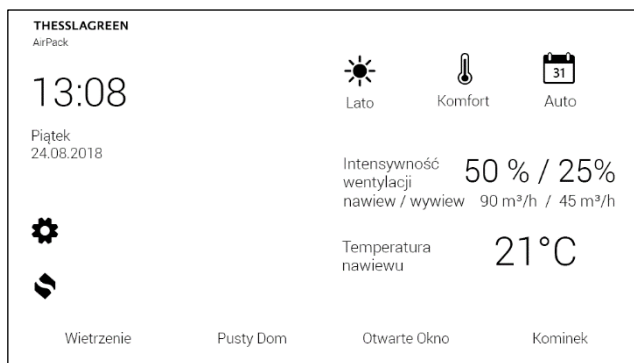 THESSLAGREEN
AirPack
13:08
Piątek
24.08.2018
31
Lato
Komfort
Auto
Intensywność
wentylacji
nawiew / wywiew
50 % / 25%
90 m³/h / 45 m³/h
Temperatura
nawiewu
21°C
Wietrzenie
Pusty Dom
Otwarte Okno
Kominek